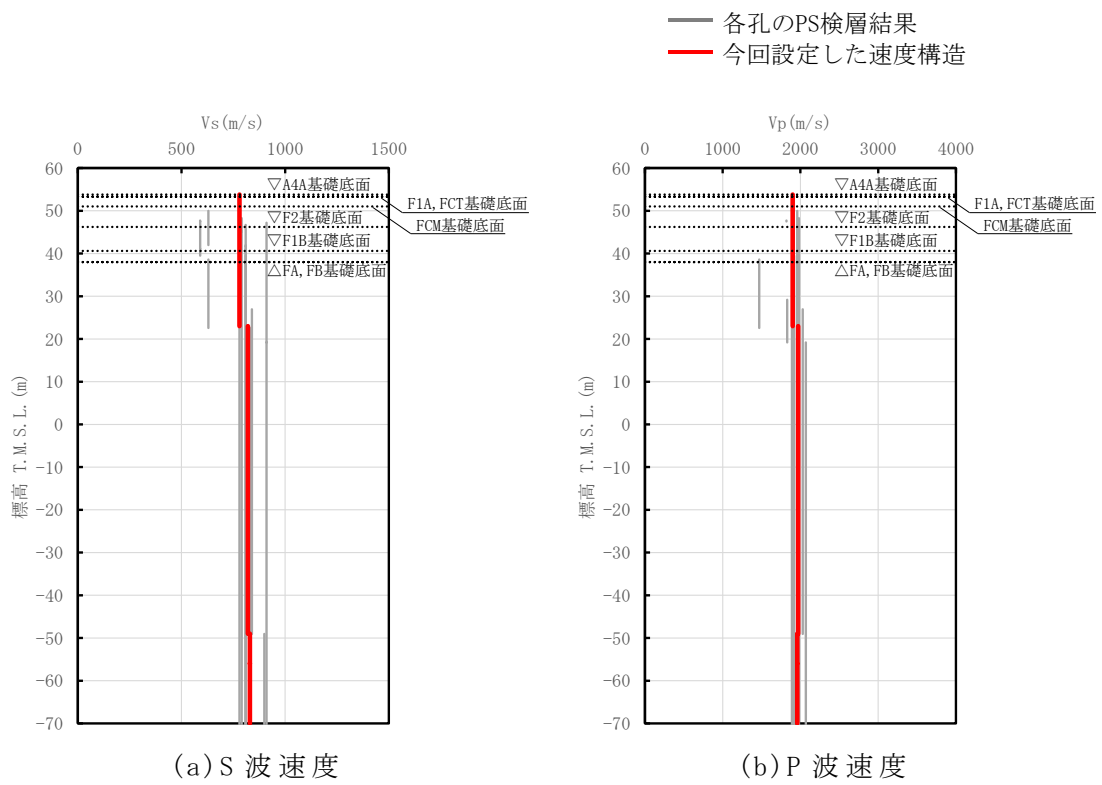 各孔のPS検層結果
今回設定した速度構造
Vs(m/s)
0 500 1000 1500
60
50
40
30
20
10
0
-10
-20
-30
-40
-50
-60
-70
標高 T.M.S.L.(m)
▽A4A基礎底面
F1A,FCT基礎底面
▽F2基礎底面
FCM基礎底面
▽F1B基礎底面
△FA,FB基礎底面
(a)S波速度
Vp(m/s)
0 1000 2000 3000 4000
60
50
40
30
20
10
0
-10
-20
-30
-40
-50
-60
-70
標高 T.M.S.L.(m)
▽A4A基礎底面
F1A,FCT基礎底面
▽F2基礎底面
FCM基礎底面
▽F1B基礎底面
△FA,FB基礎底面
(b)P波速度